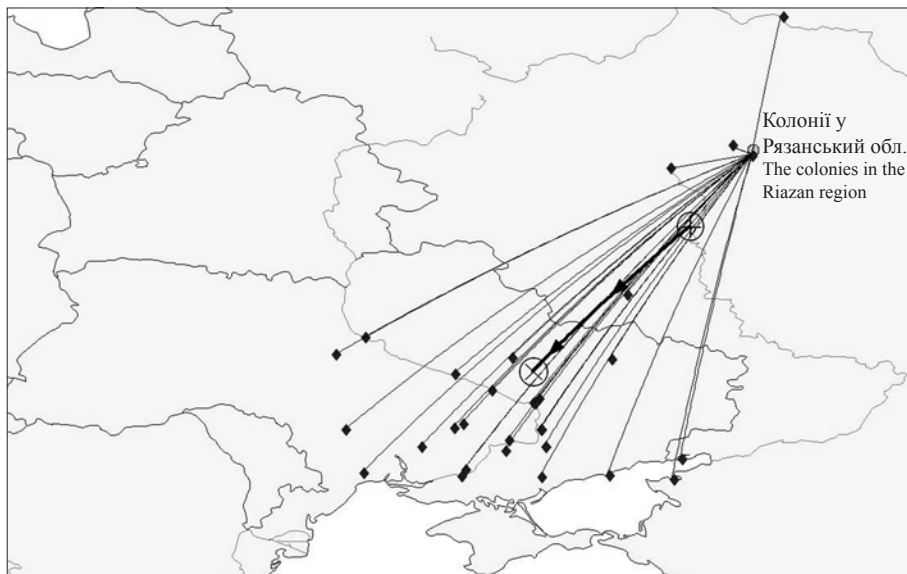 Колонії у
Рязанський обл.
The colonies in the
Riazan region